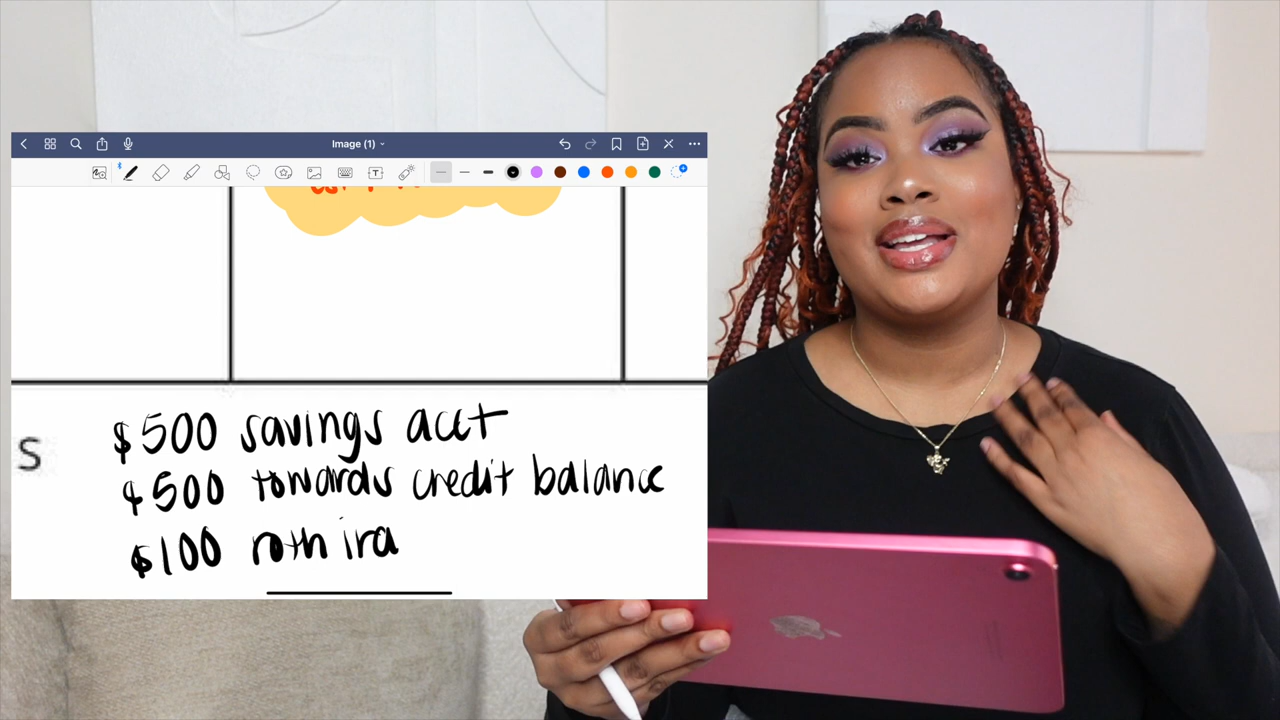 Image (1)
S
$500 savings acct
$500 towards credit balance
$100 roth ira